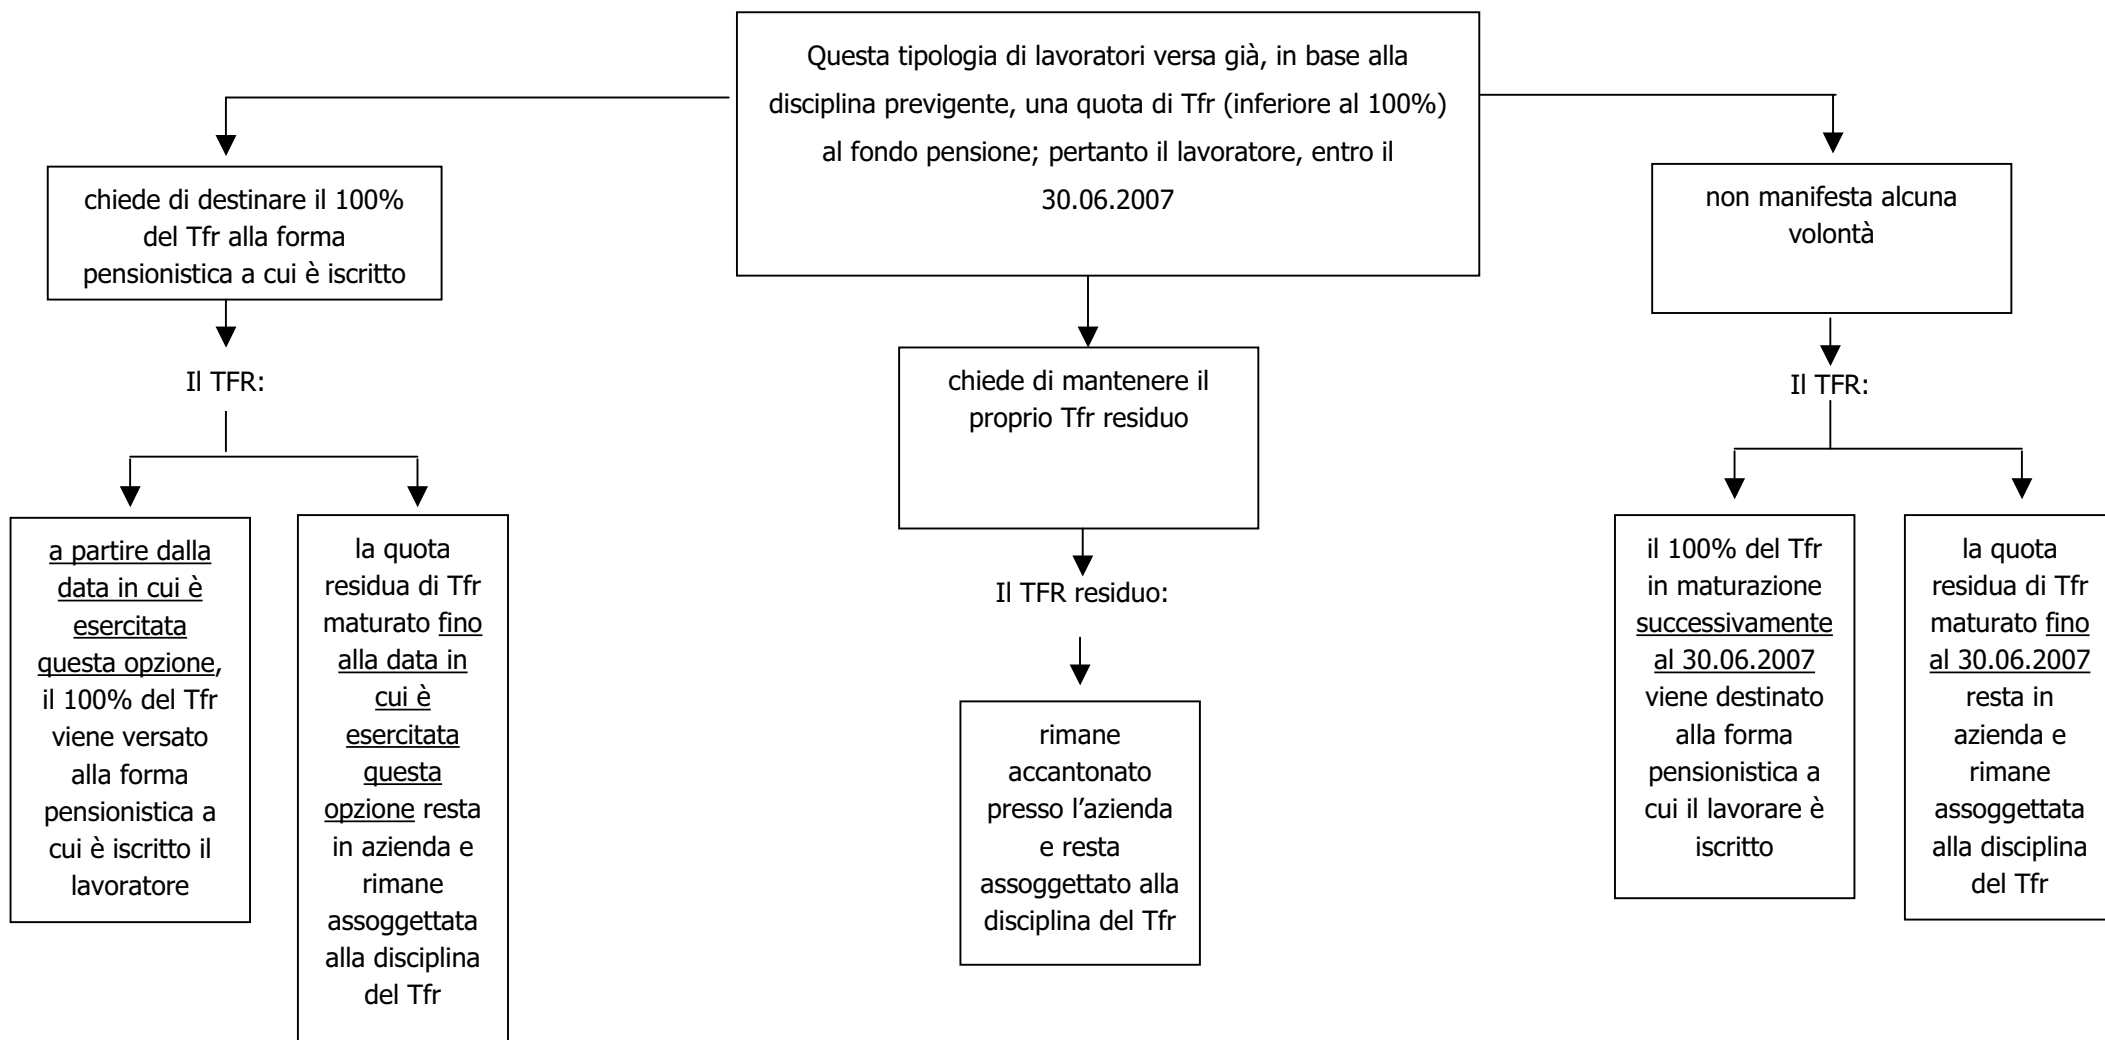 Questa tipologia di lavoratori versa già, in base alla
disciplina previgente, una quota di Tfr (inferiore al 100%)
al fondo pensione; pertanto il lavoratore, entro il
30.06.2007
chiede di destinare il 100%
del Tfr alla forma
pensionistica a cui è iscritto
Il TFR:
a partire dalla
data in cui è
esercitata
questa opzione,
il 100% del Tfr
viene versato
alla forma
pensionistica a
cui è iscritto il
lavoratore
la quota
residua di Tfr
maturato fino
alla data in
cui è
esercitata
questa
opzione resta
in azienda e
rimane
assoggettata
alla disciplina
del Tfr
chiede di mantenere il
proprio Tfr residuo
Il TFR residuo:
rimane
accantonato
presso l’azienda
e resta
assoggettato alla
disciplina del Tfr
non manifesta alcuna
volontà
Il TFR:
il 100% del Tfr
in maturazione
successivamente
al 30.06.2007
viene destinato
alla forma
pensionistica a
cui il lavorare è
iscritto
la quota
residua di Tfr
maturato fino
al 30.06.2007
resta in
azienda e
rimane
assoggettata
alla disciplina
del Tfr